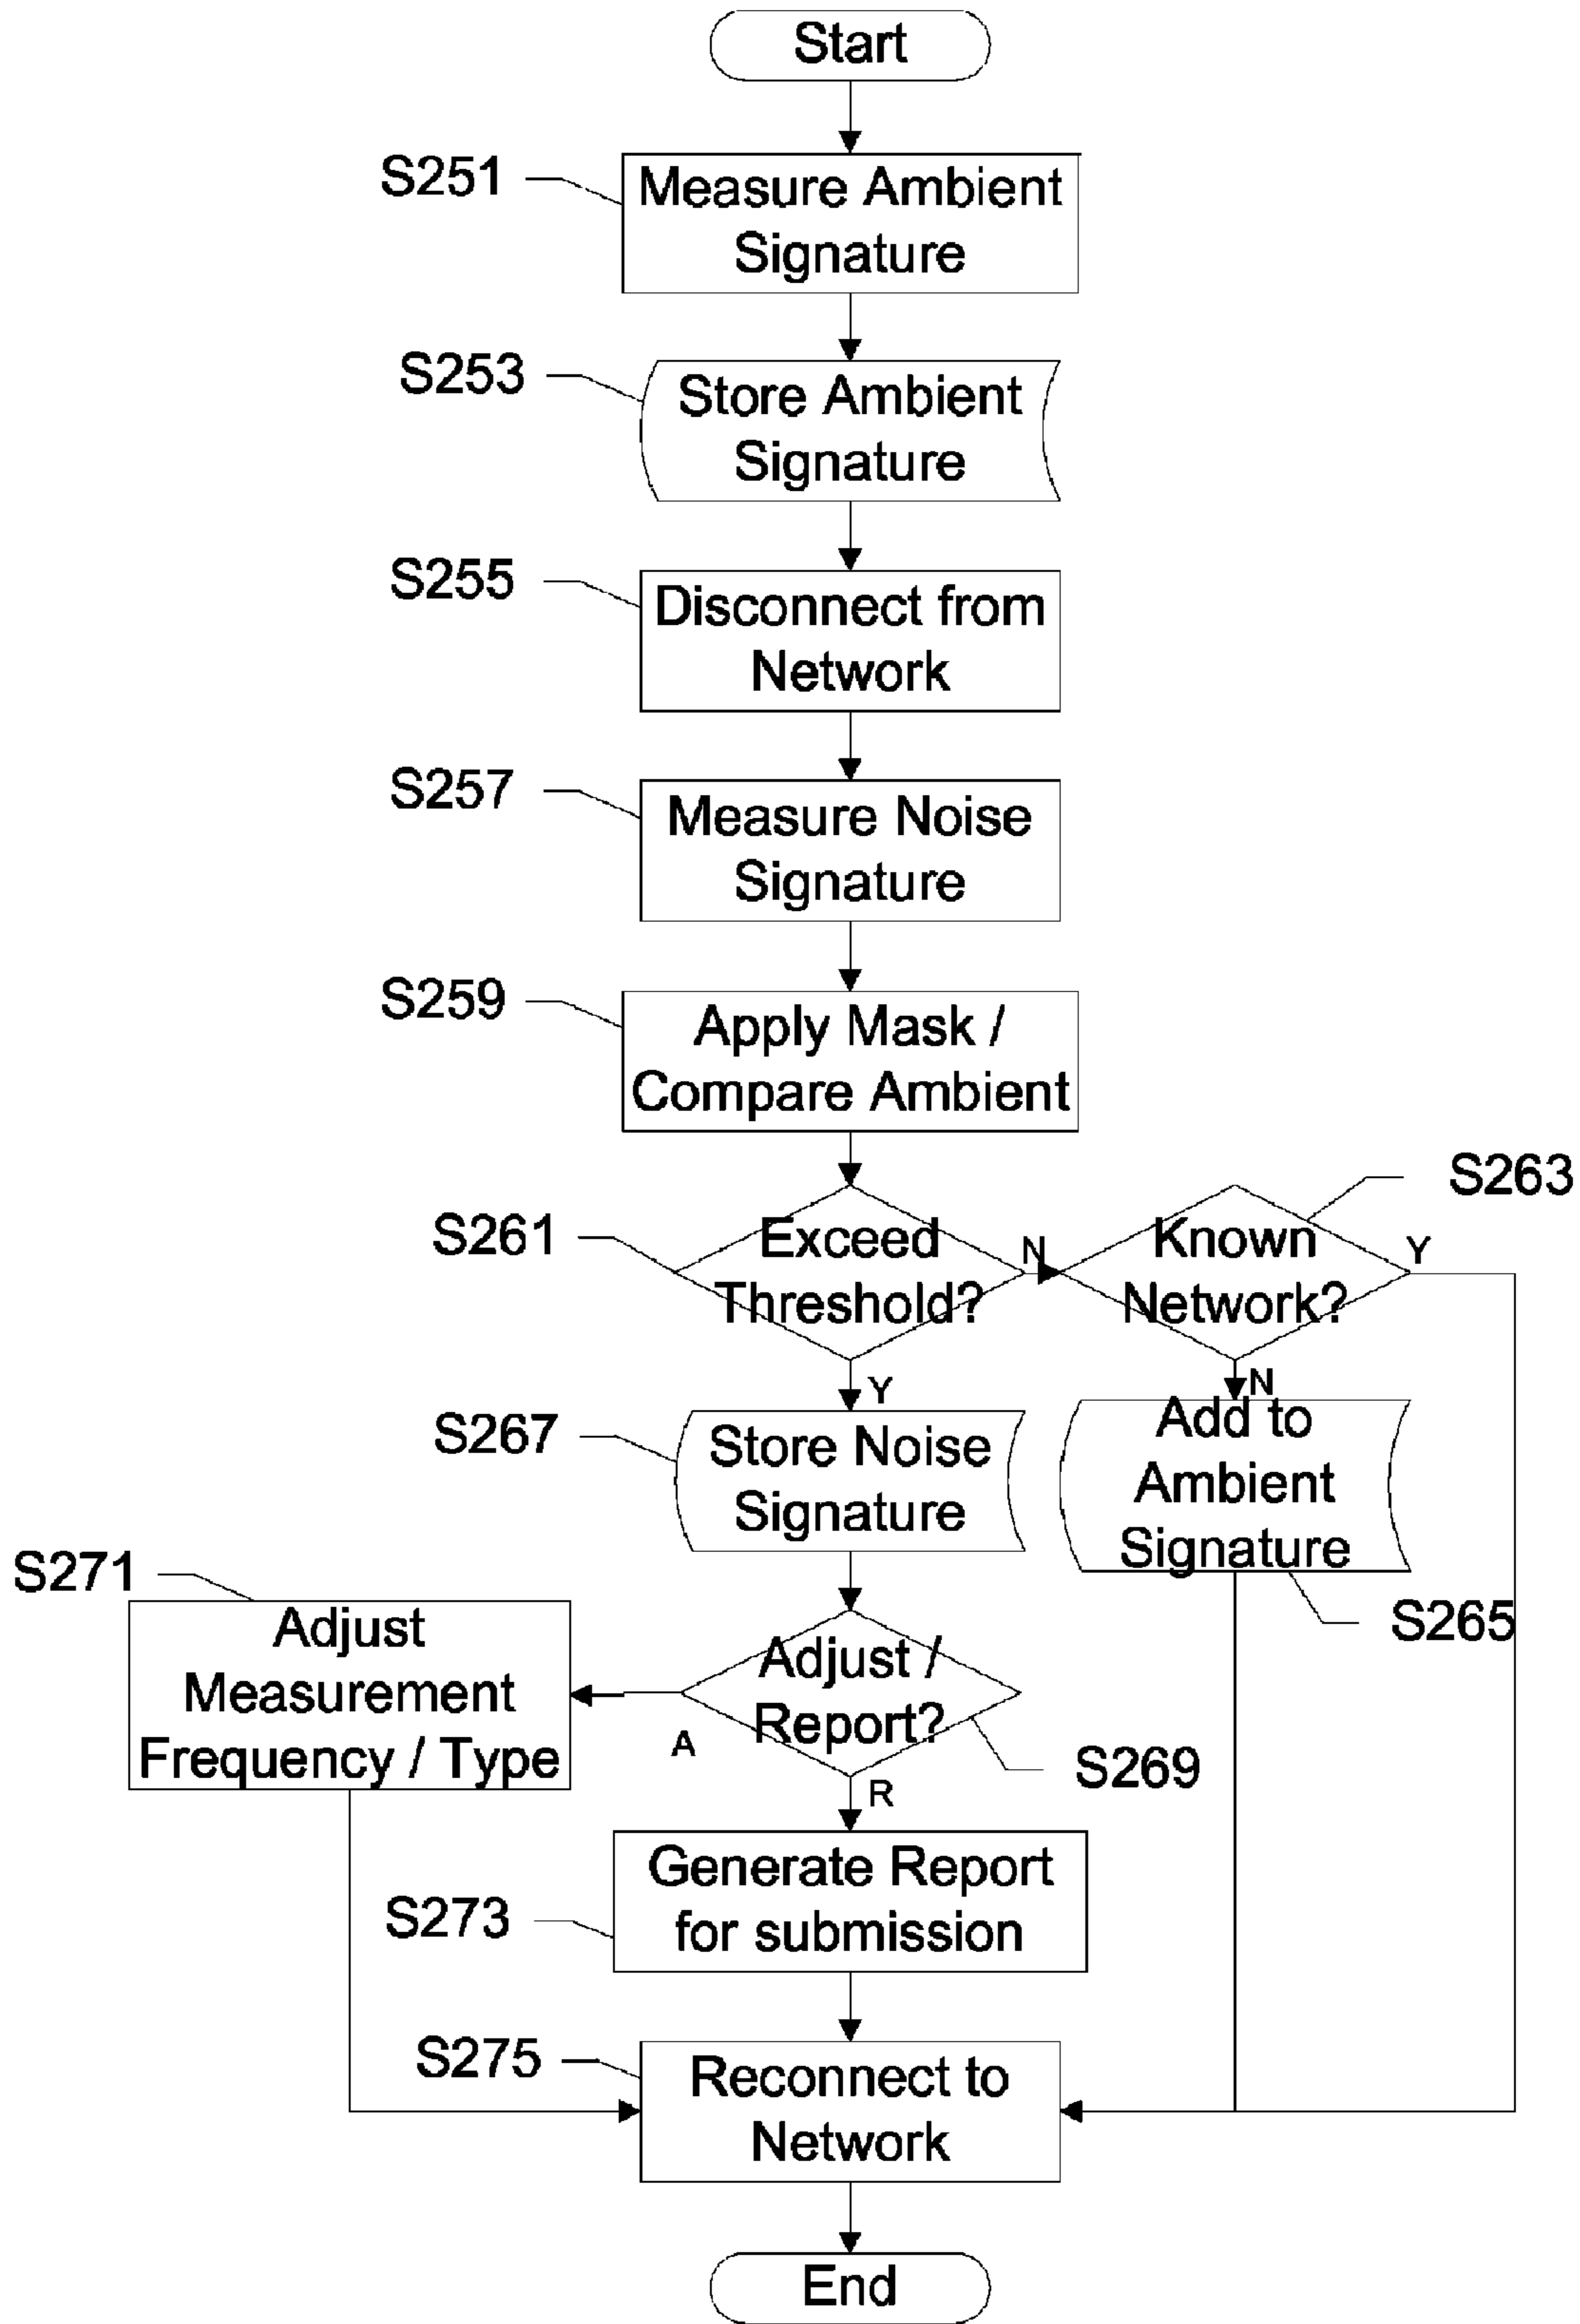 Start
S251
Measure Ambient
Signature
S253
Store Ambient
Signature
S255
Disconnect from
Network
S257
Measure Noise
Signature
S259
Apply Mask /
Compare Ambient
S261
Exceed
Threshold?
N
Y
S263
Known
Network?
Y
N
S267
Store Noise
Signature
Add to
Ambient
Signature
S265
S271
Adjust
Measurement
Frequency / Type
Adjust /
Report?
A
R
S269
S273
Generate Report
for submission
S275
Reconnect to
Network
End